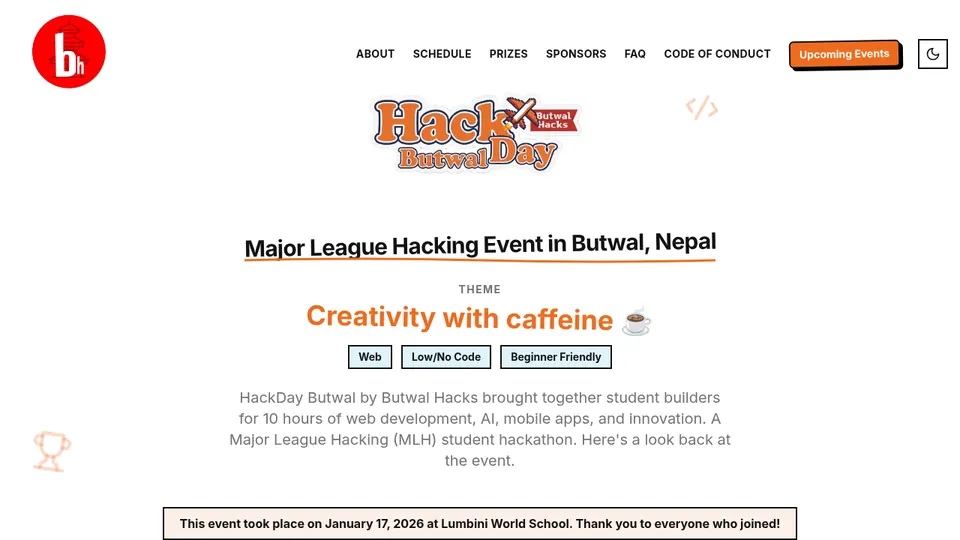 bh
ABOUT SCHEDULE PRIZES SPONSORS FAQ CODE OF CONDUCT Upcoming Events
Hack
Butwal Hacks
Butwal Day
</>
Major League Hacking Event in Butwal, Nepal
THEME
Creativity with caffeine
Web Low/No Code Beginner Friendly
HackDay Butwal by Butwal Hacks brought together student builders
for 10 hours of web development, AI, mobile apps, and innovation. A
Major League Hacking (MLH) student hackathon. Here's a look back at
the event.
This event took place on January 17, 2026 at Lumbini World School. Thank you to everyone who joined!